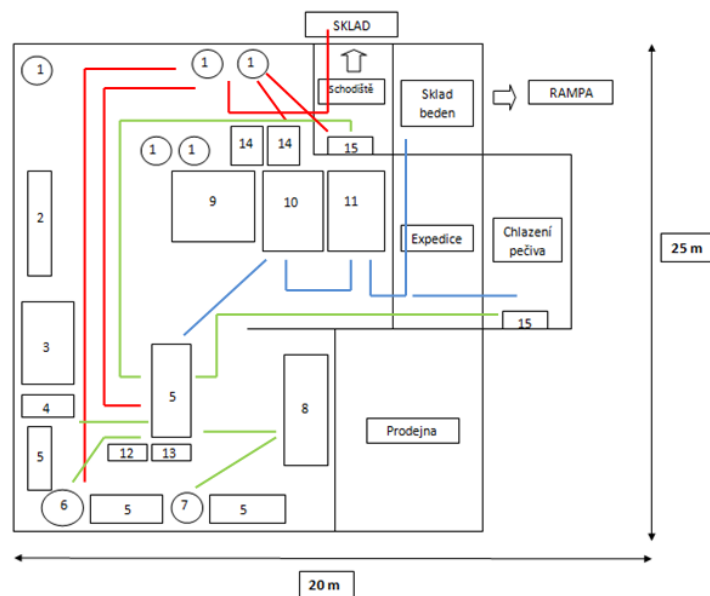 SKLAD
1
1
1
Schodiště
Sklad
beden
RAMPA
1
1
14
14
15
2
9
10
11
Expedice
Chlazení
pečiva
25 m
15
3
5
8
4
5
12
13
Prodejna
6
5
7
5
20 m